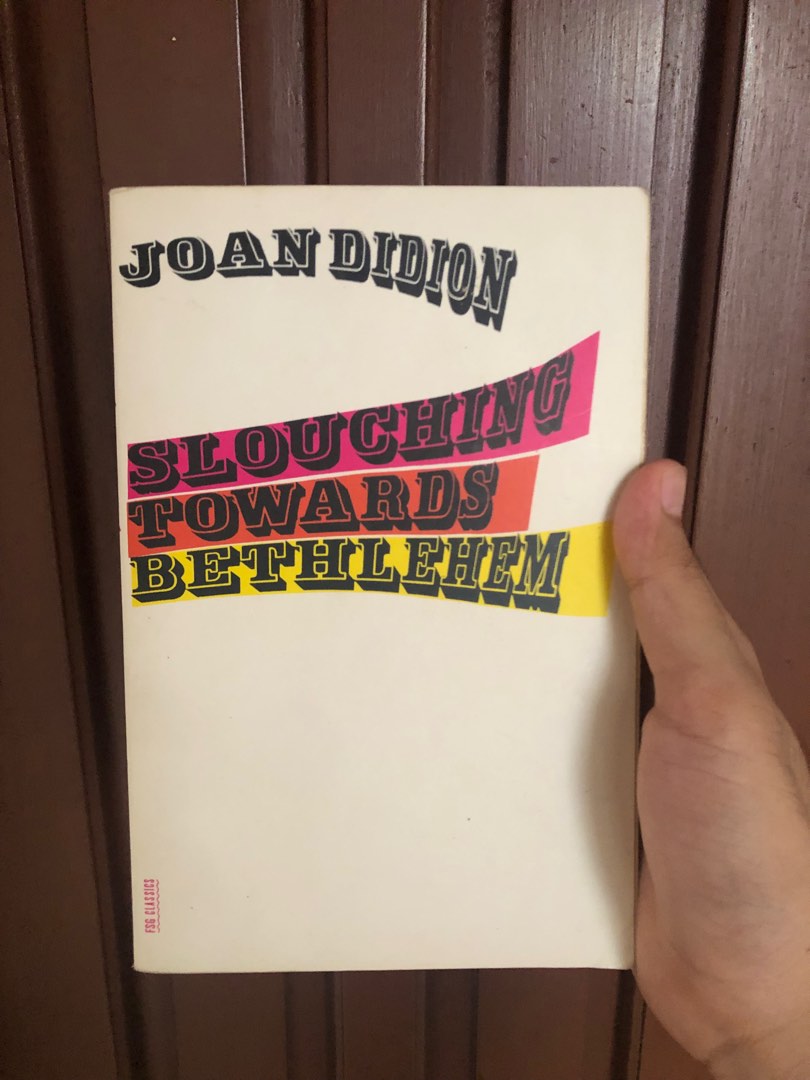 JOAN DIDION
SLOUCHING
TOWARDS
BETHLEHEM
FSG CLASSICS